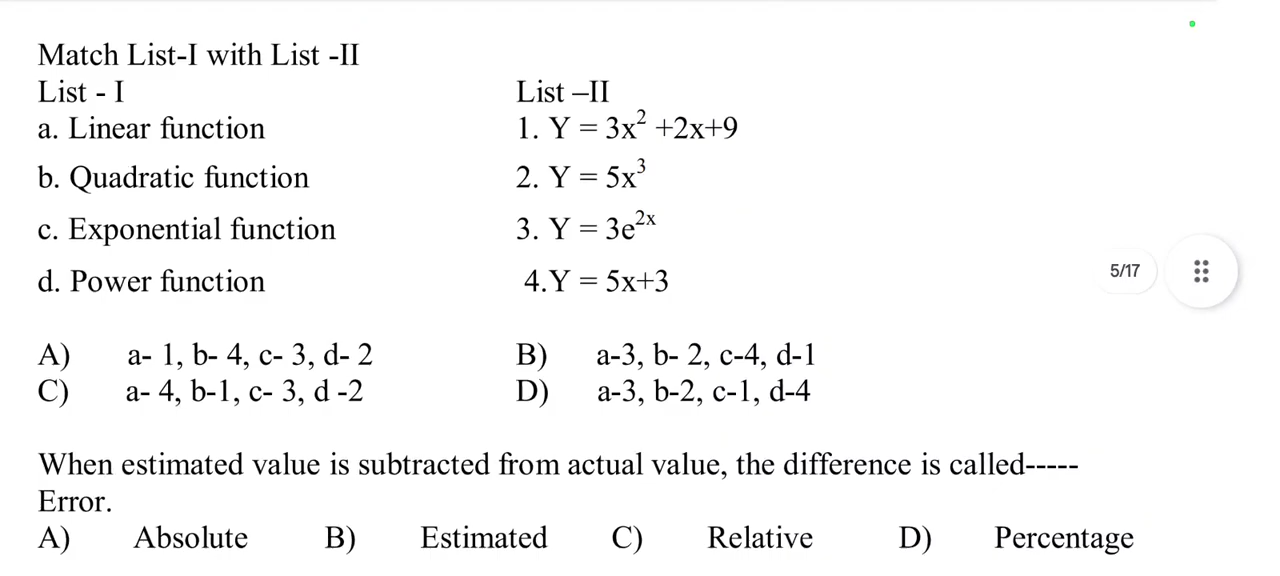 Match List-I with List -II
List - I List –II
a. Linear function 1. Y = 3x² +2x+9
b. Quadratic function 2. Y = 5x³
c. Exponential function 3. Y = 3e²ˣ
d. Power function 4.Y = 5x+3
5/17
A) a- 1, b- 4, c- 3, d- 2 B) a-3, b- 2, c-4, d-1
C) a- 4, b-1, c- 3, d -2 D) a-3, b-2, c-1, d-4
When estimated value is subtracted from actual value, the difference is called-----
Error.
A) Absolute B) Estimated C) Relative D) Percentage